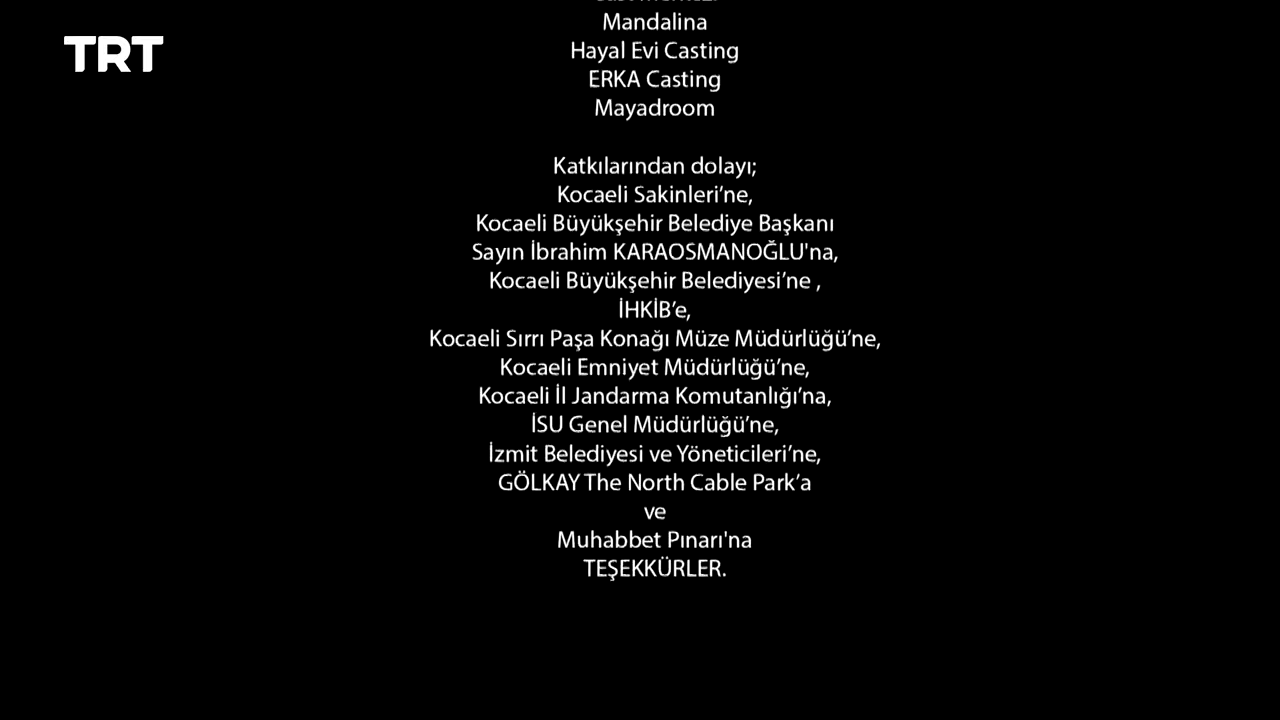 TRT
Mandalina
Hayal Evi Casting
ERKA Casting
Mayadroom
Katkılarından dolayı;
Kocaeli Sakinleri’ne,
Kocaeli Büyükşehir Belediye Başkanı
Sayın İbrahim KARAOSMANOĞLU'na,
Kocaeli Büyükşehir Belediyesi’ne ,
İHKİB’e,
Kocaeli Sırrı Paşa Konağı Müze Müdürlüğü’ne,
Kocaeli Emniyet Müdürlüğü’ne,
Kocaeli İl Jandarma Komutanlığı’na,
İSU Genel Müdürlüğü’ne,
İzmit Belediyesi ve Yöneticileri’ne,
GÖLKAY The North Cable Park’a
ve
Muhabbet Pınarı'na
TEŞEKKÜRLER.